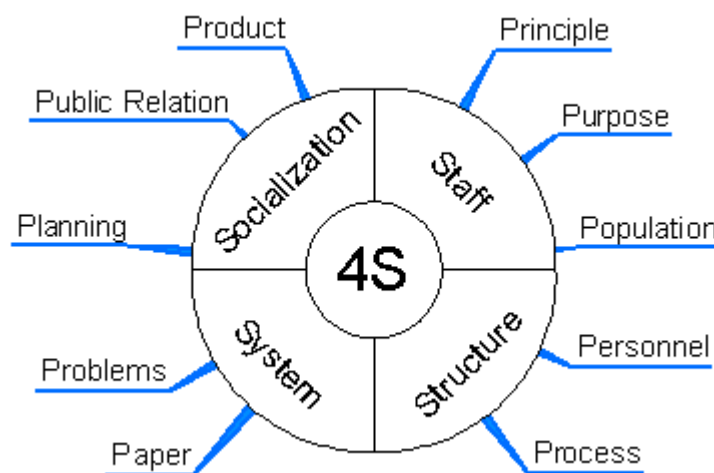 Product
Principle
Public Relation
Purpose
Socialization
Staff
Planning
Population
4S
System
Structure
Problems
Personnel
Paper
Process